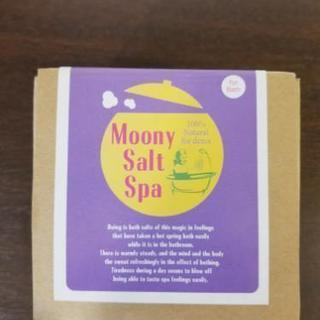 For
Bath
100%
Natural
for detox
Moony
Salt
Spa
Being is bath salts of this magic in feelings
that have taken a hot spring bath easily
while it is in the bathroom.
There is warmly steady, and the mind and the body
the sweat refreshingly in the effect of bathing.
Tiredness during a day seems to blow off
being able to taste spa feelings easily.